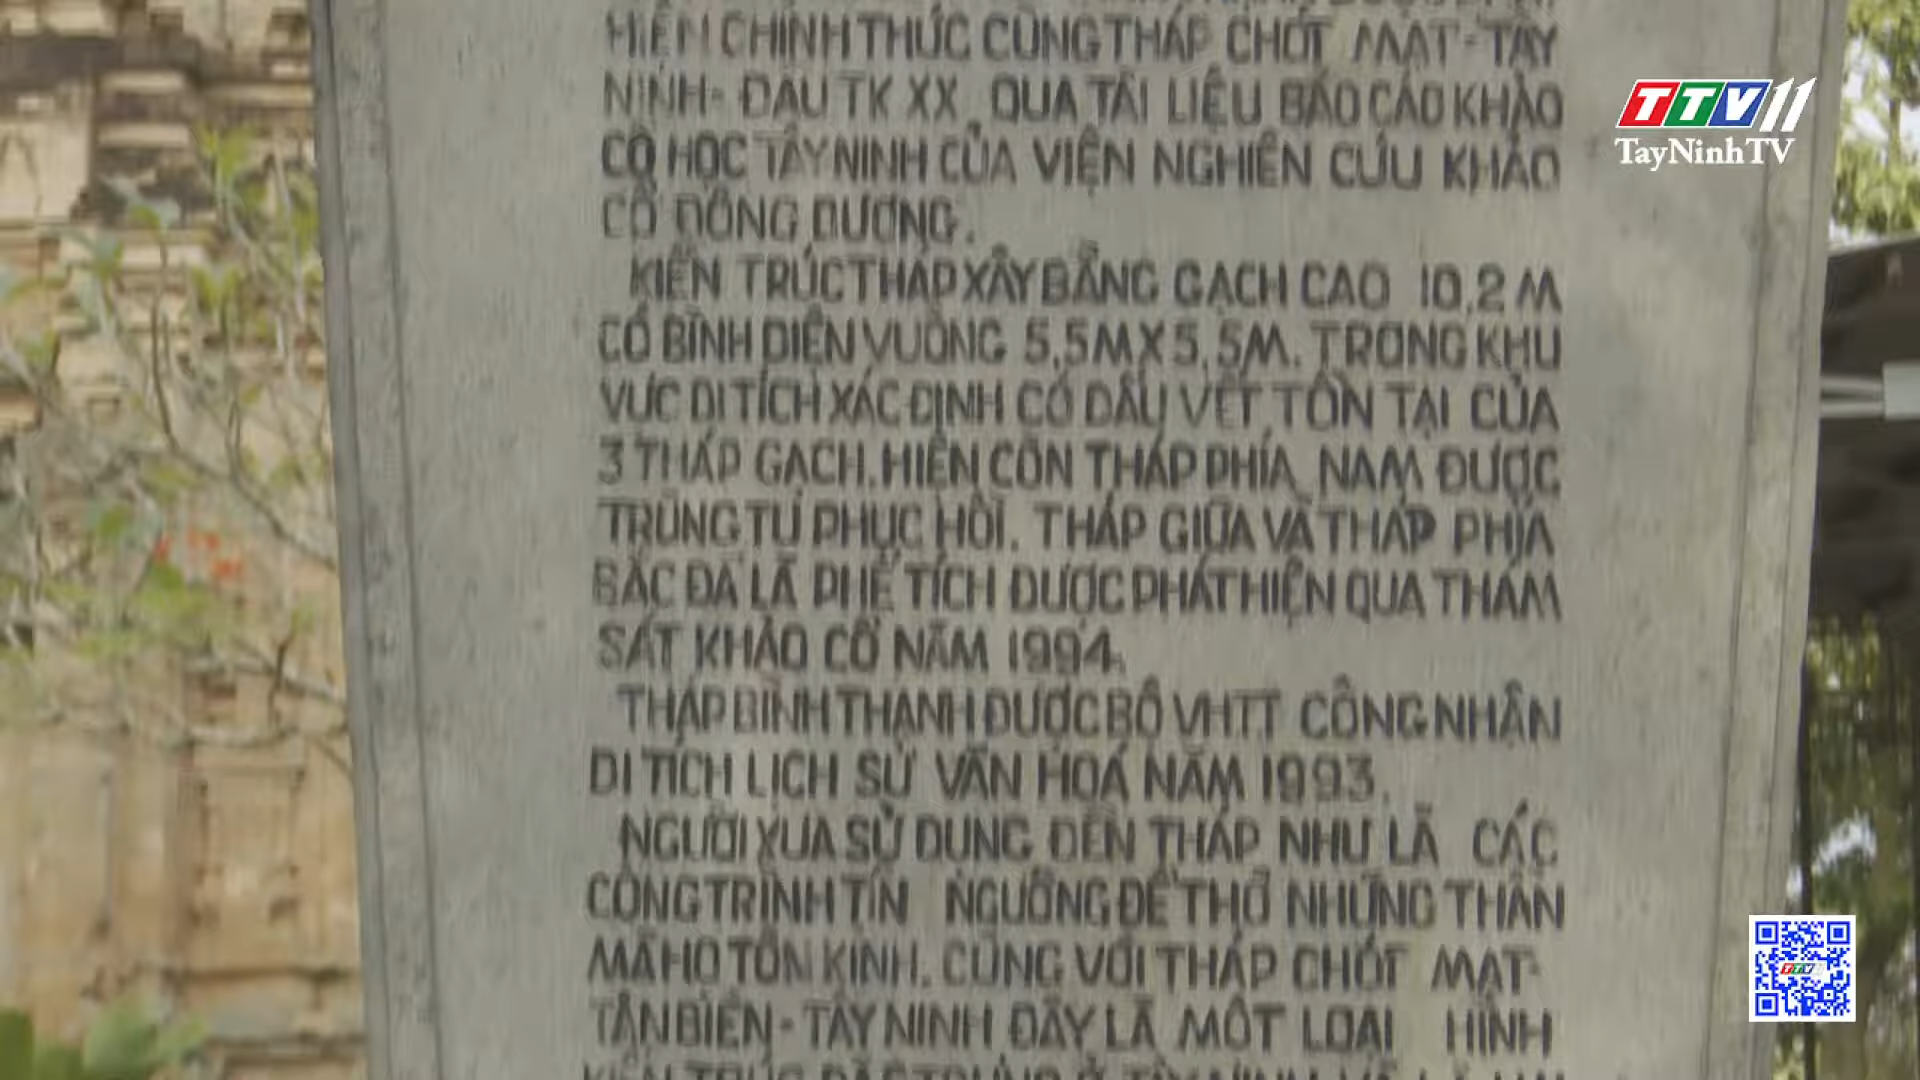 HIỆN CHÍNH THỨC CÙNG THÁP CHÓT MẠT - TÂY
NINH - ĐẦU TK XX. QUA TÀI LIỆU BÁO CÁO KHẢO
CỔ HỌC TÂY NINH CỦA VIỆN NGHIÊN CỨU KHẢO
CỔ ĐÔNG DƯƠNG.
KIẾN TRÚC THÁP XÂY BẰNG GẠCH CAO 10,2 M
CÓ BÌNH DIỆN VUÔNG 5,5M X 5,5M. TRONG KHU
VỰC DI TÍCH XÁC ĐỊNH CÓ DẤU VẾT TỒN TẠI CỦA
3 THÁP GẠCH. HIỆN CÒN THÁP PHÍA NAM ĐƯỢC
TRÙNG TU PHỤC HỒI. THÁP GIỮA VÀ THÁP PHÍA
BẮC ĐÃ LÀ PHẾ TÍCH ĐƯỢC PHÁT HIỆN QUA THÁM
SÁT KHẢO CỔ NĂM 1994.
THÁP BÌNH THẠNH ĐƯỢC BỘ VHTT CÔNG NHẬN
DI TÍCH LỊCH SỬ VĂN HOÁ NĂM 1993.
NGƯỜI XƯA SỬ DỤNG ĐỀN THÁP NHƯ LÀ CÁC
CÔNG TRÌNH TÍN NGƯỠNG ĐỂ THỜ NHỮNG THẦN
MÀ HỌ TÔN KÍNH. CÙNG VỚI THÁP CHÓT MẠT-
TÂN BIÊN - TÂY NINH ĐÂY LÀ MỘT LOẠI HÌNH
TTV11
TayNinhTV
TTV11